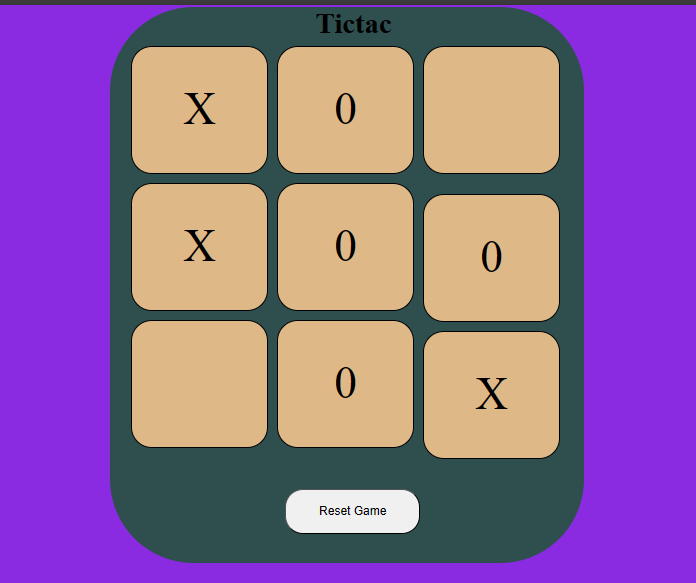 Tictac
X 0
X 0 0
0 X
Reset Game